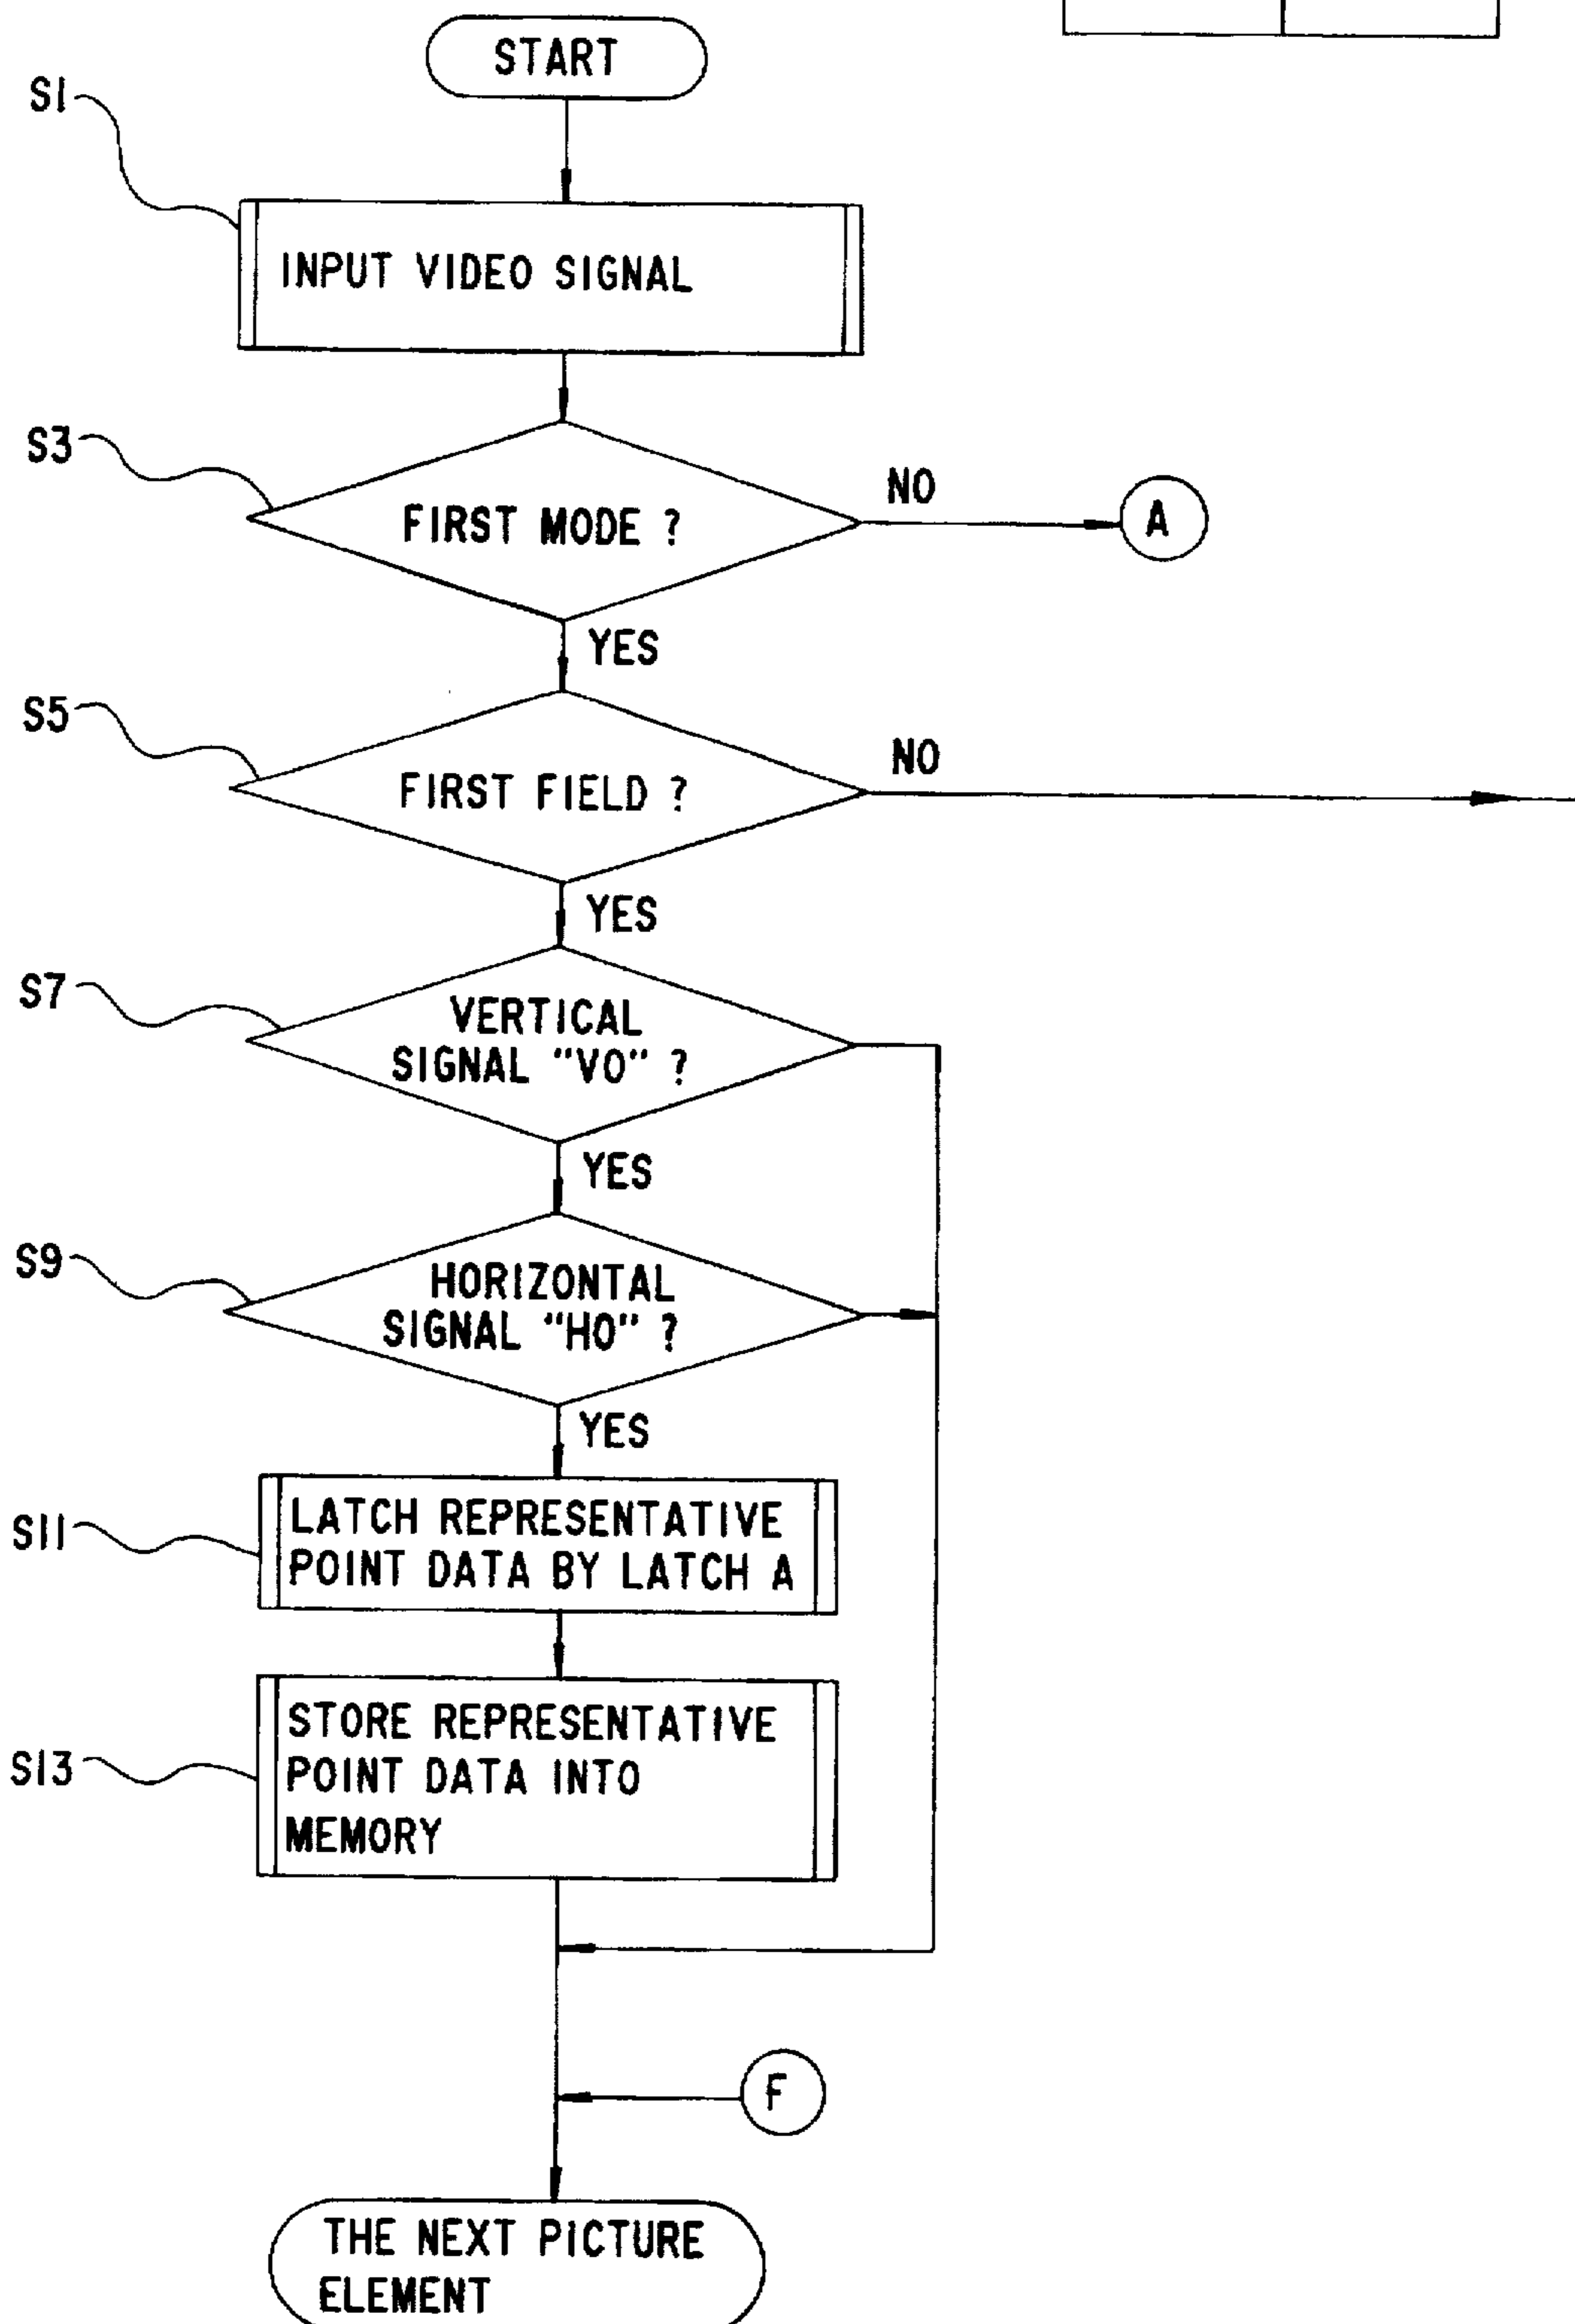 START
S1
INPUT VIDEO SIGNAL
S3
FIRST MODE ?
NO
A
YES
S5
FIRST FIELD ?
NO
YES
S7
VERTICAL
SIGNAL "VO" ?
YES
S9
HORIZONTAL
SIGNAL "HO" ?
YES
S11
LATCH REPRESENTATIVE
POINT DATA BY LATCH A
S13
STORE REPRESENTATIVE
POINT DATA INTO
MEMORY
F
THE NEXT PICTURE
ELEMENT